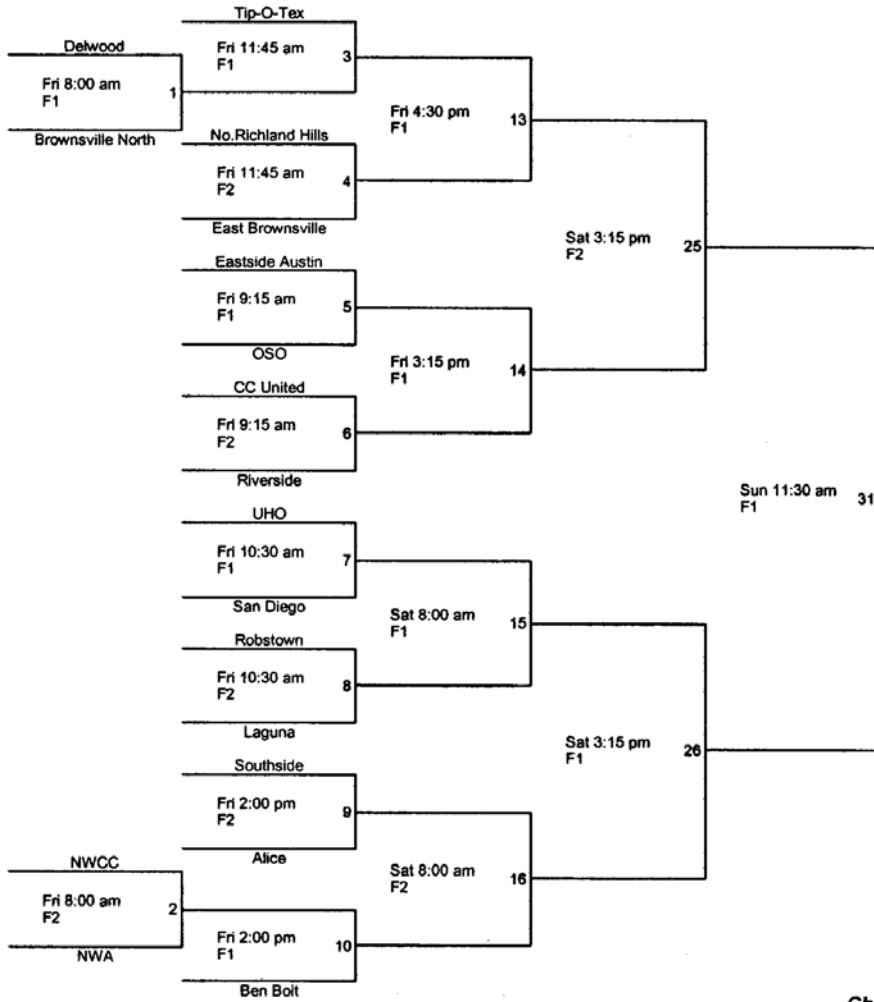 Tip-O-Tex
Delwood
Fri 11:45 am
F1
3
Fri 8:00 am
F1
1
Brownsville North
Fri 4:30 pm
F1
13
No.Richland Hills
Fri 11:45 am
F2
4
East Brownsville
Sat 3:15 pm
F2
25
Eastside Austin
Fri 9:15 am
F1
5
OSO
Fri 3:15 pm
F1
14
CC United
Fri 9:15 am
F2
6
Riverside
Sun 11:30 am
F1
31
UHO
Fri 10:30 am
F1
7
San Diego
Sat 8:00 am
F1
15
Robstown
Fri 10:30 am
F2
8
Laguna
Sat 3:15 pm
F1
26
Southside
Fri 2:00 pm
F2
9
Alice
Sat 8:00 am
F2
16
NWCC
Fri 8:00 am
F2
2
NWA
Fri 2:00 pm
F1
10
Ben Bolt